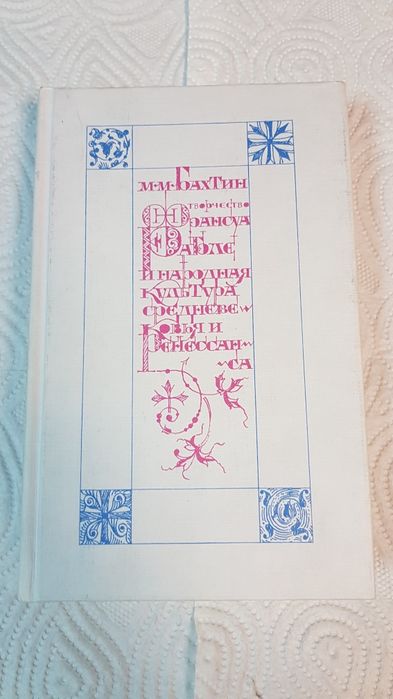 М·М·БАХТИН
ТВОРЧЕСТВО
ФРАНСУА
РАБЛЕ
И НАРОДНАЯ
КУЛЬТУРА
СРЕДНЕВЕ~
КОВЬЯ И
РЕНЕССАН~
~СА